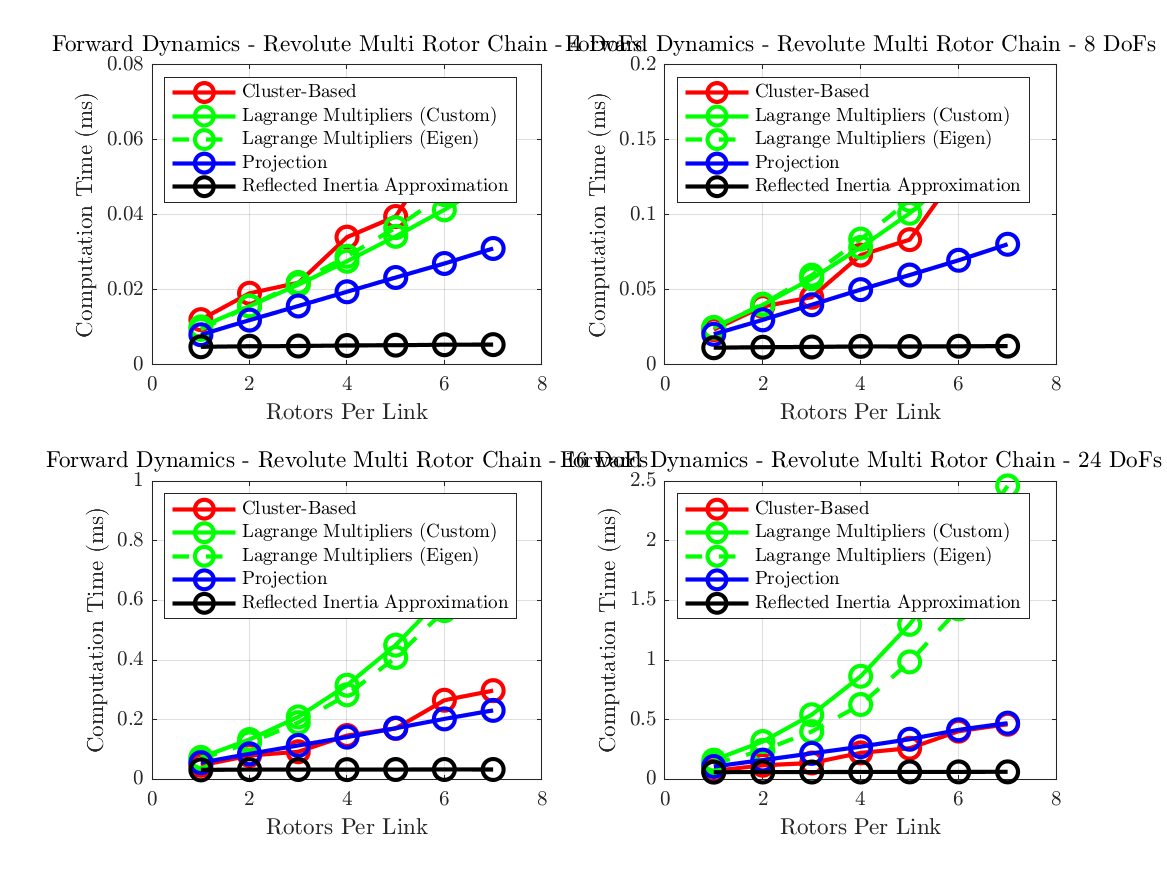 Forward Dynamics - Revolute Multi Rotor Chain - 4 DoFs
Forward Dynamics - Revolute Multi Rotor Chain - 8 DoFs
0.08
0.06
0.04
0.02
0
Computation Time (ms)
Cluster-Based
Lagrange Multipliers (Custom)
Lagrange Multipliers (Eigen)
Projection
Reflected Inertia Approximation
0 2 4 6 8
Rotors Per Link
0.2
0.15
0.1
0.05
0
Computation Time (ms)
Cluster-Based
Lagrange Multipliers (Custom)
Lagrange Multipliers (Eigen)
Projection
Reflected Inertia Approximation
0 2 4 6 8
Rotors Per Link
Forward Dynamics - Revolute Multi Rotor Chain - 16 DoFs
Forward Dynamics - Revolute Multi Rotor Chain - 24 DoFs
1
0.8
0.6
0.4
0.2
0
Computation Time (ms)
Cluster-Based
Lagrange Multipliers (Custom)
Lagrange Multipliers (Eigen)
Projection
Reflected Inertia Approximation
0 2 4 6 8
Rotors Per Link
2.5
2
1.5
1
0.5
0
Computation Time (ms)
Cluster-Based
Lagrange Multipliers (Custom)
Lagrange Multipliers (Eigen)
Projection
Reflected Inertia Approximation
0 2 4 6 8
Rotors Per Link